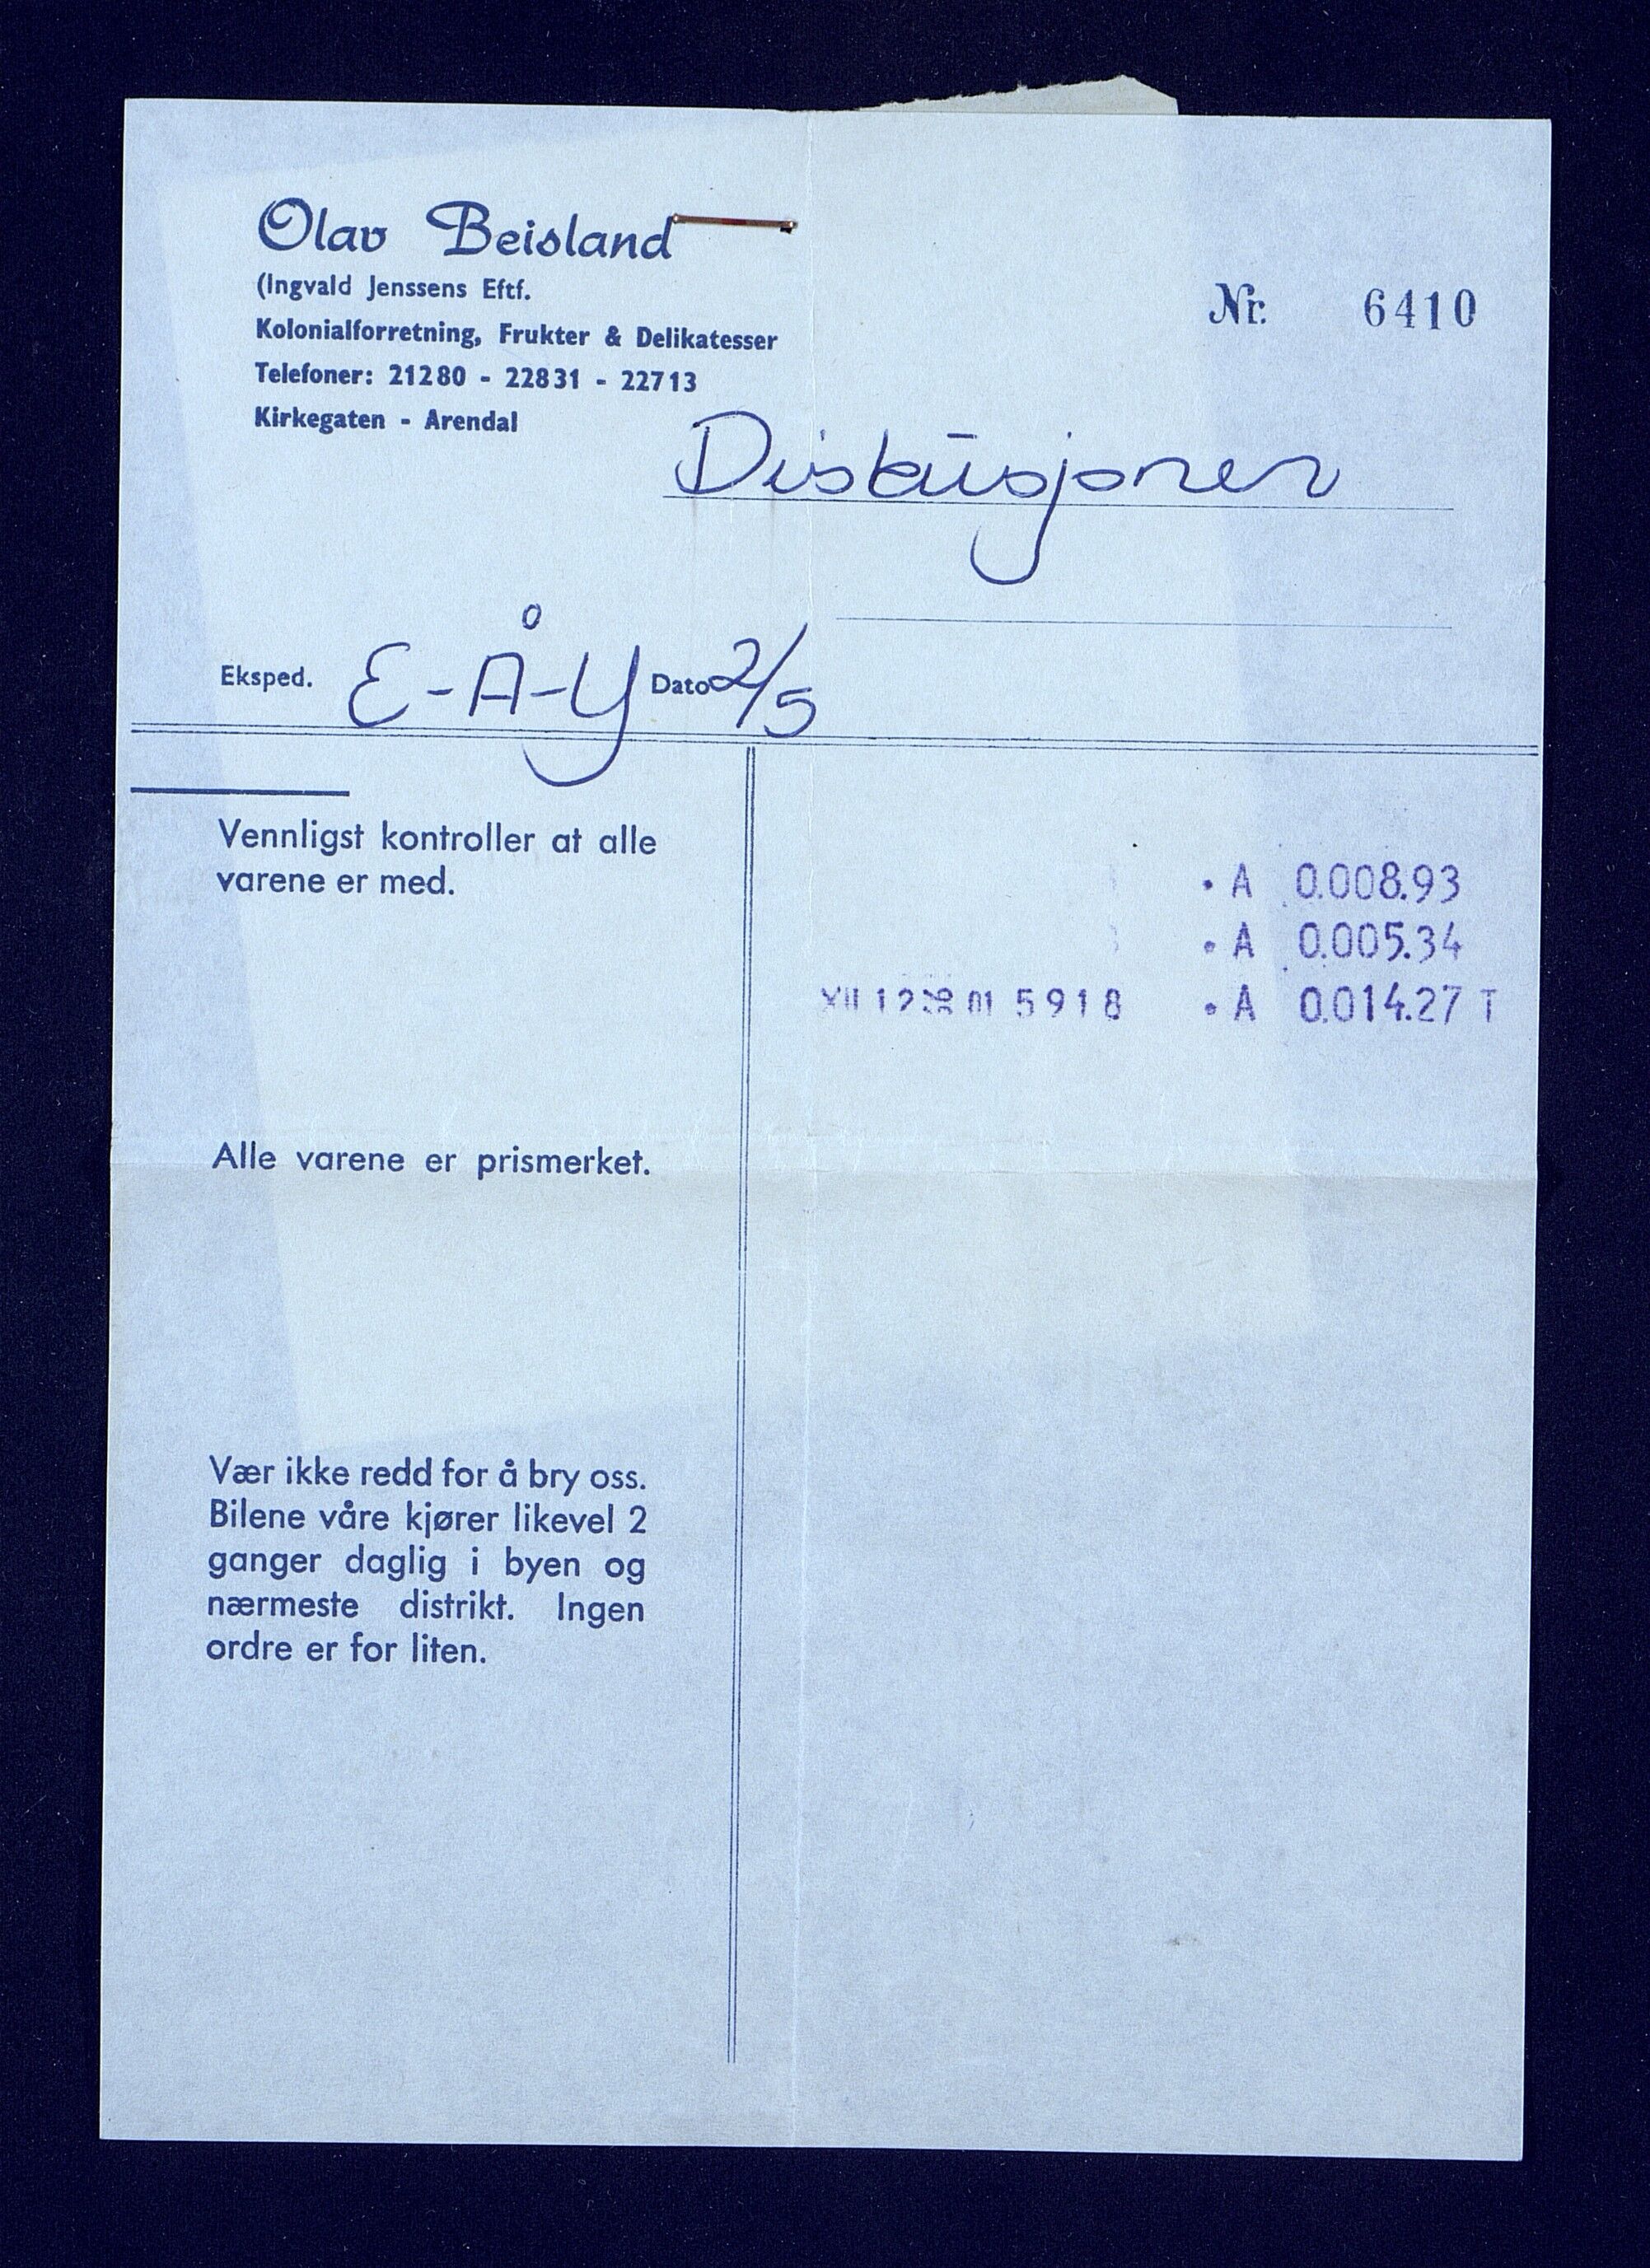 Olav Beisland
(Ingvald Jenssens Eftf.
Kolonialforretning, Frukter & Delikatesser
Telefoner: 21280 - 22831 - 22713
Kirkegaten - Arendal
Nr. 6410
Diskusjoner
Eksped. E-Å-Y Dato 2/5
Vennligst kontroller at alle
varene er med.
• A 0.008.93
• A 0.005.34
5918 • A 0.014.27 T
Alle varene er prismerket.
Vær ikke redd for å bry oss.
Bilene våre kjører likevel 2
ganger daglig i byen og
nærmeste distrikt. Ingen
ordre er for liten.